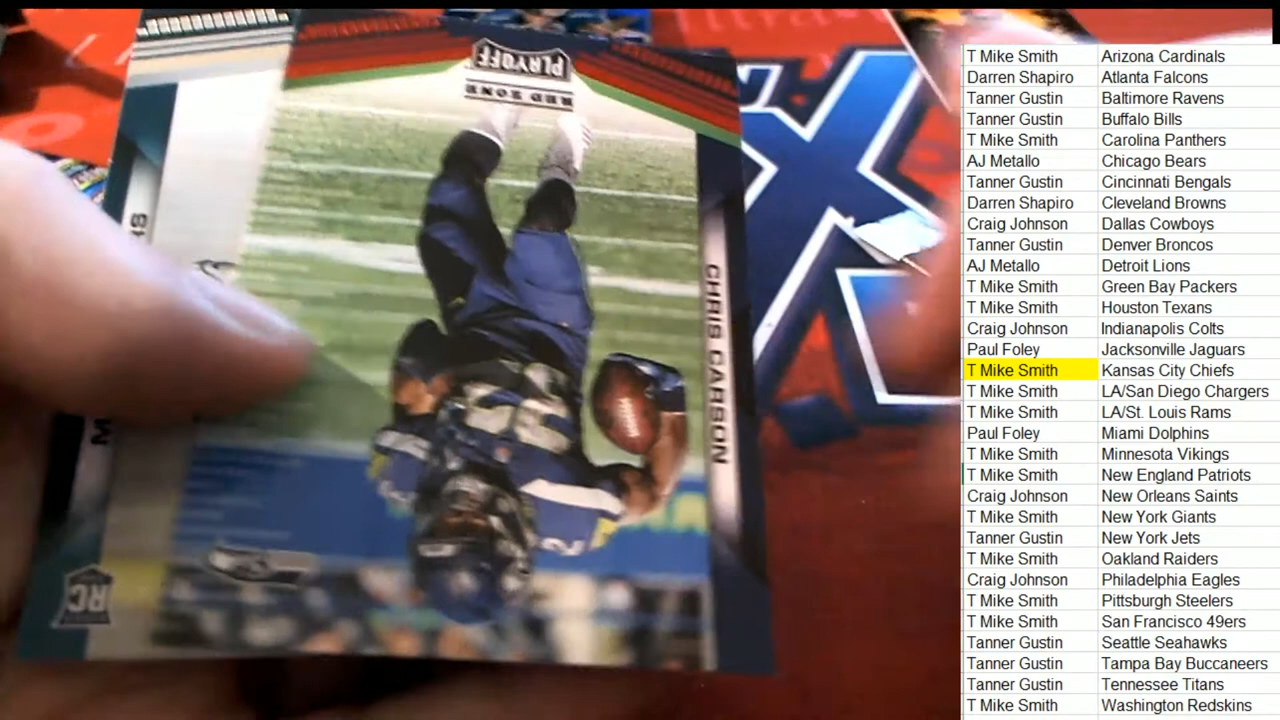 PLAYOFF
RED ZONE
CHRIS CARSON
RC
T Mike Smith Arizona Cardinals
Darren Shapiro Atlanta Falcons
Tanner Gustin Baltimore Ravens
Tanner Gustin Buffalo Bills
T Mike Smith Carolina Panthers
AJ Metallo Chicago Bears
Tanner Gustin Cincinnati Bengals
Darren Shapiro Cleveland Browns
Craig Johnson Dallas Cowboys
Tanner Gustin Denver Broncos
AJ Metallo Detroit Lions
T Mike Smith Green Bay Packers
T Mike Smith Houston Texans
Craig Johnson Indianapolis Colts
Paul Foley Jacksonville Jaguars
T Mike Smith Kansas City Chiefs
T Mike Smith LA/San Diego Chargers
T Mike Smith LA/St. Louis Rams
Paul Foley Miami Dolphins
T Mike Smith Minnesota Vikings
T Mike Smith New England Patriots
Craig Johnson New Orleans Saints
T Mike Smith New York Giants
Tanner Gustin New York Jets
T Mike Smith Oakland Raiders
Craig Johnson Philadelphia Eagles
T Mike Smith Pittsburgh Steelers
T Mike Smith San Francisco 49ers
Tanner Gustin Seattle Seahawks
Tanner Gustin Tampa Bay Buccaneers
Tanner Gustin Tennessee Titans
T Mike Smith Washington Redskins